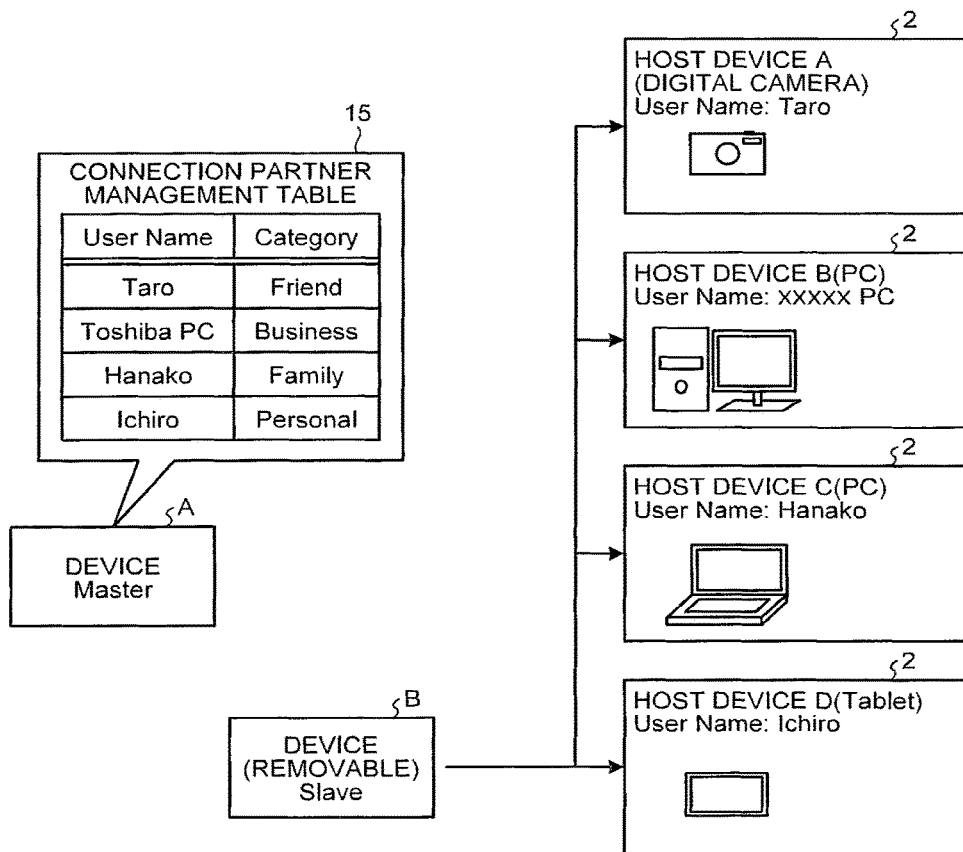 15
CONNECTION PARTNER
MANAGEMENT TABLE
User Name Category
Taro Friend
Toshiba PC Business
Hanako Family
Ichiro Personal
A
DEVICE
Master
B
DEVICE
(REMOVABLE)
Slave
2
HOST DEVICE A
(DIGITAL CAMERA)
User Name: Taro
2
HOST DEVICE B(PC)
User Name: XXXXX PC
2
HOST DEVICE C(PC)
User Name: Hanako
2
HOST DEVICE D(Tablet)
User Name: Ichiro